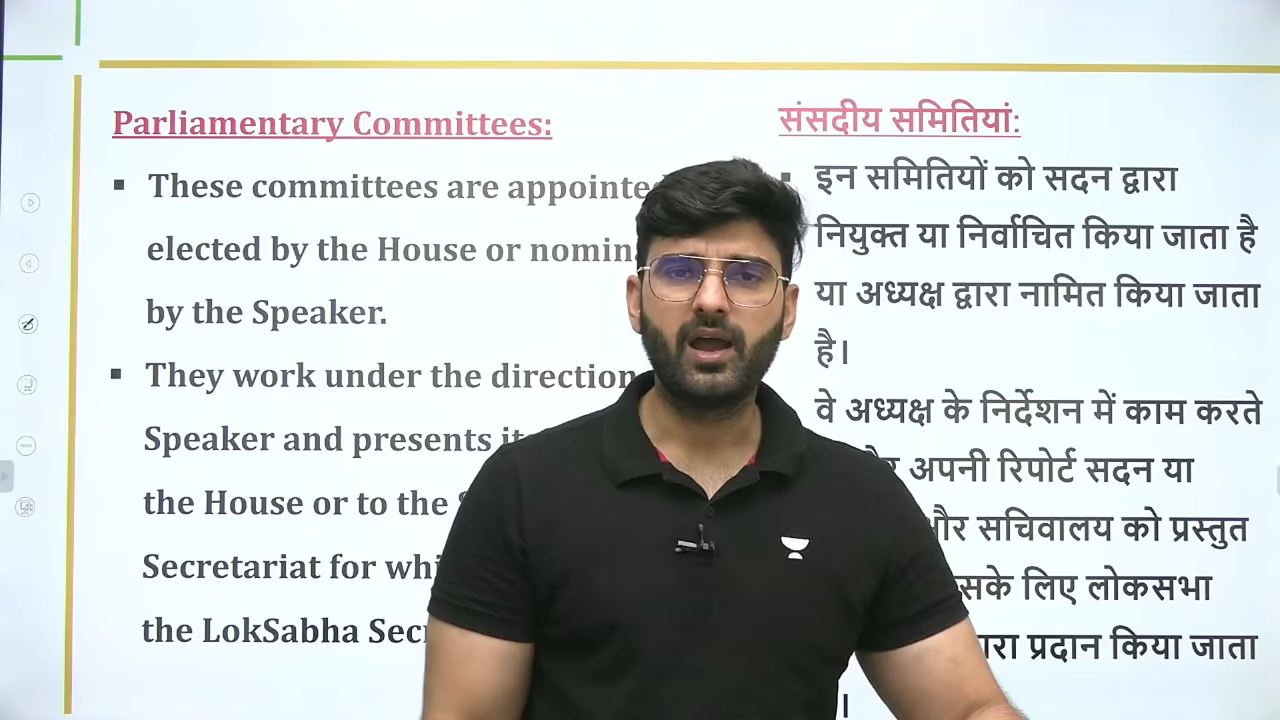 Parliamentary Committees:
▪ These committees are appointed
elected by the House or nomin
by the Speaker.
▪ They work under the direction
Speaker and presents it
the House or to the
Secretariat for whi
the LokSabha Sec
संसदीय समितियां:
▪ इन समितियों को सदन द्वारा
नियुक्त या निर्वाचित किया जाता है
या अध्यक्ष द्वारा नामित किया जाता
है।
वे अध्यक्ष के निर्देशन में काम करते
अपनी रिपोर्ट सदन या
और सचिवालय को प्रस्तुत
सके लिए लोकसभा
प्रदान किया जाता
।